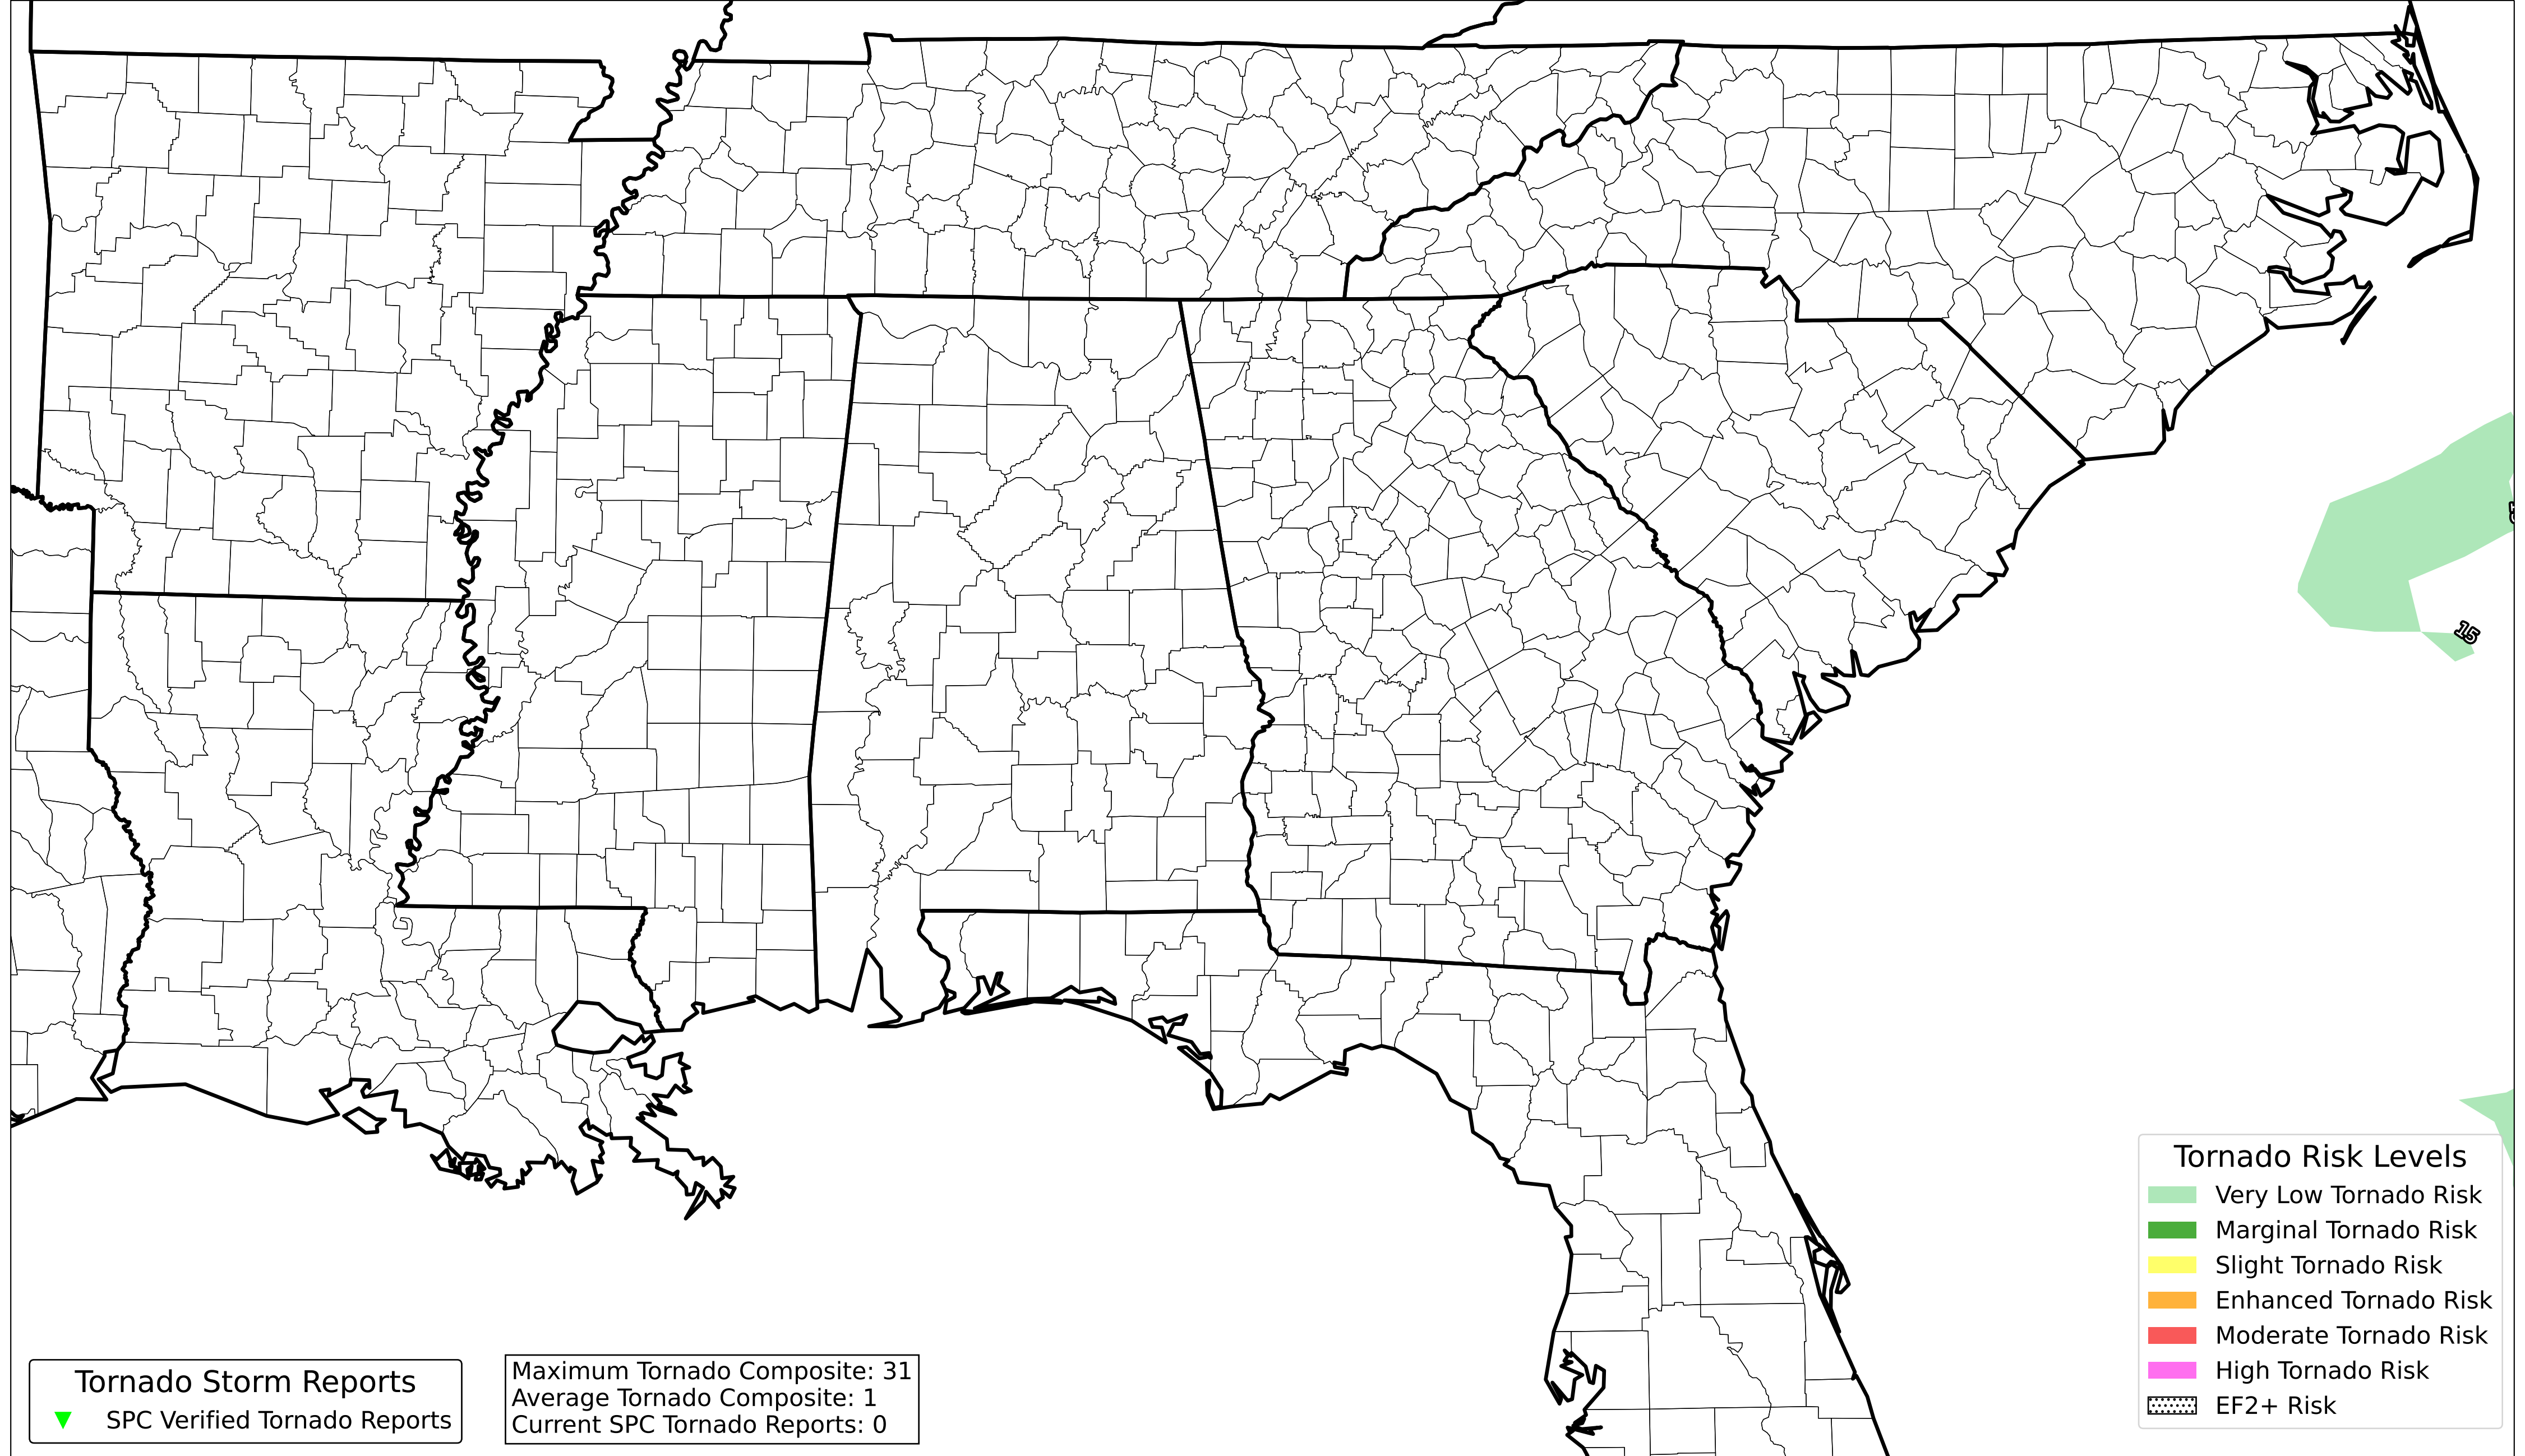 15
Tornado Risk Levels
Very Low Tornado Risk
Marginal Tornado Risk
Slight Tornado Risk
Enhanced Tornado Risk
Moderate Tornado Risk
High Tornado Risk
EF2+ Risk
Tornado Storm Reports
SPC Verified Tornado Reports
Maximum Tornado Composite: 31
Average Tornado Composite: 1
Current SPC Tornado Reports: 0